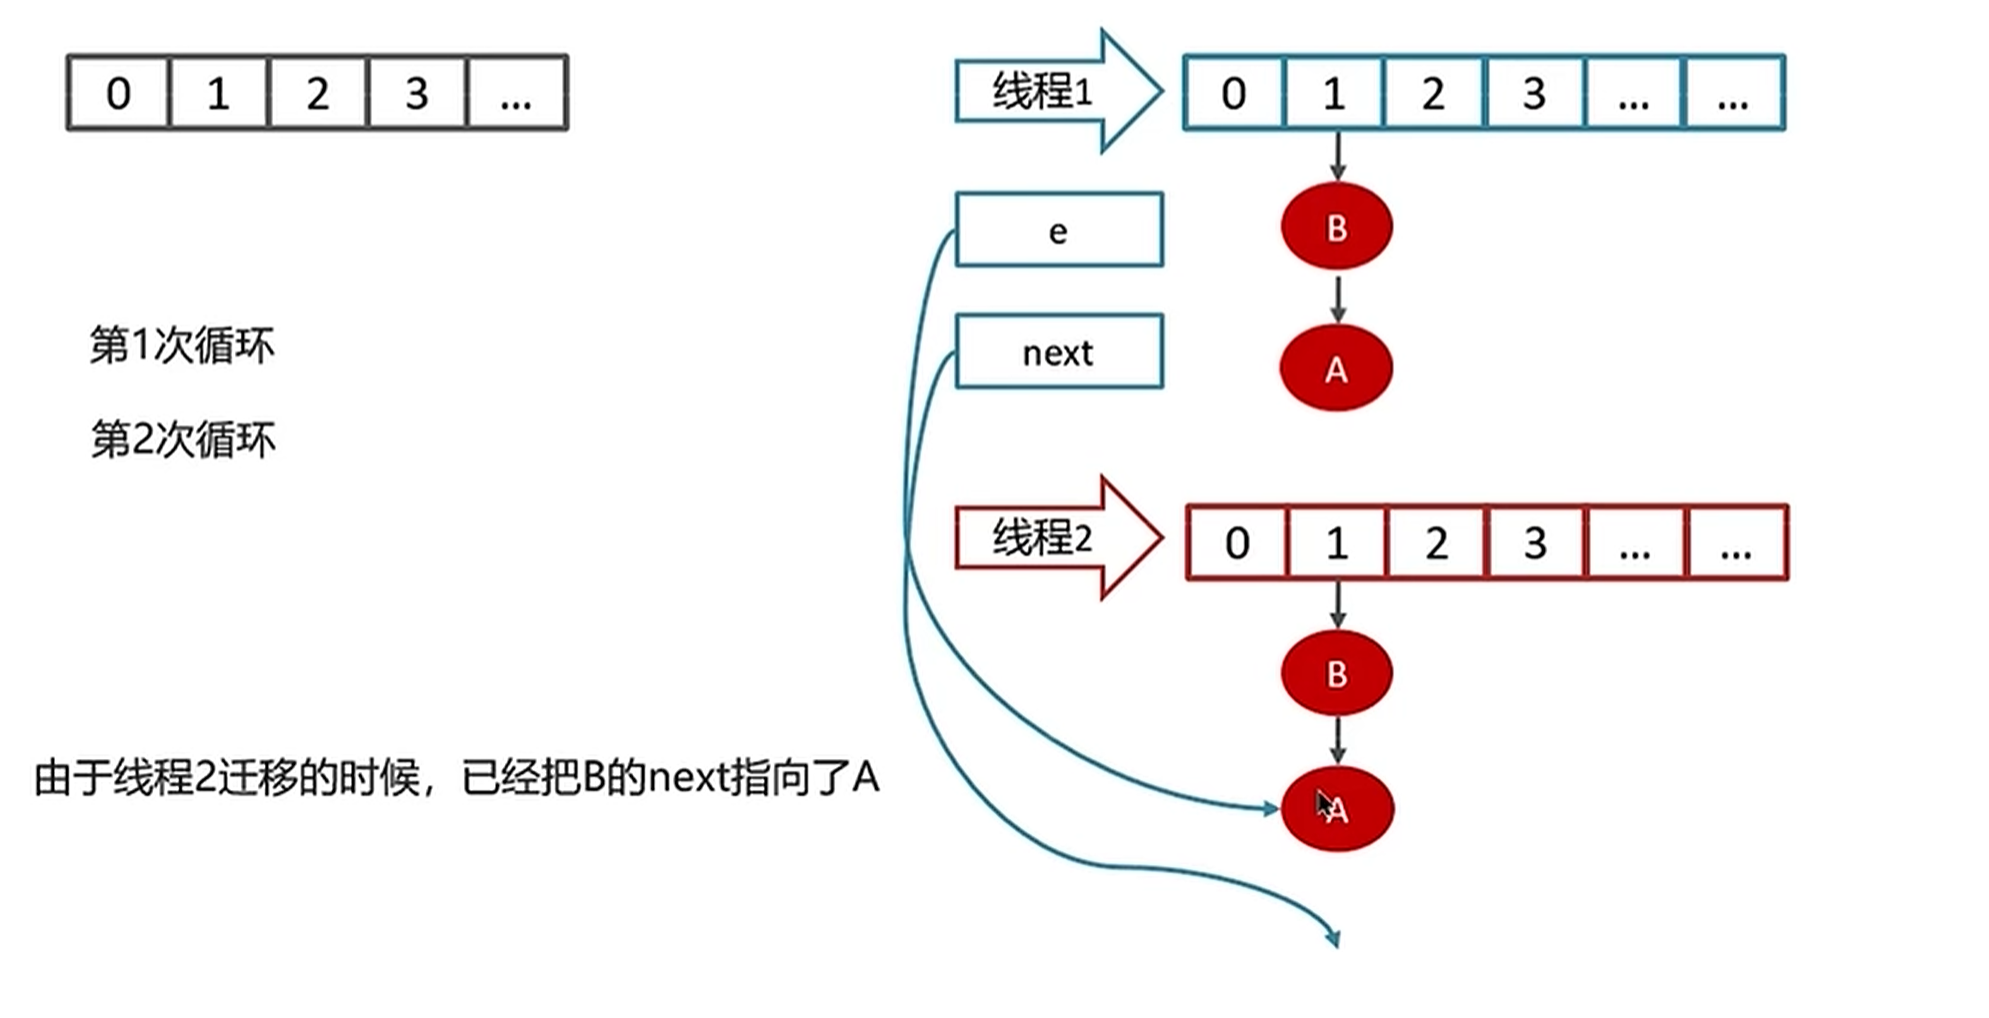 0 1 2 3 ...
线程1
0 1 2 3 ... ...
e
B
next
A
第1次循环
第2次循环
线程2
0 1 2 3 ... ...
B
由于线程2迁移的时候，已经把B的next指向了A
A